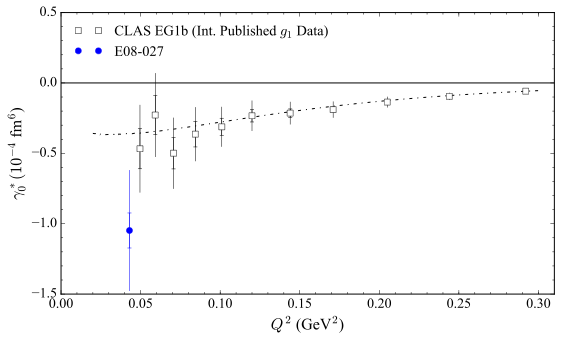 CLAS EG1b (Int. Published g₁ Data)
E08-027
0.5
0.0
−0.5
−1.0
−1.5
γ₀* (10⁻⁴ fm⁶)
0.00 0.05 0.10 0.15 0.20 0.25 0.30
Q² (GeV²)